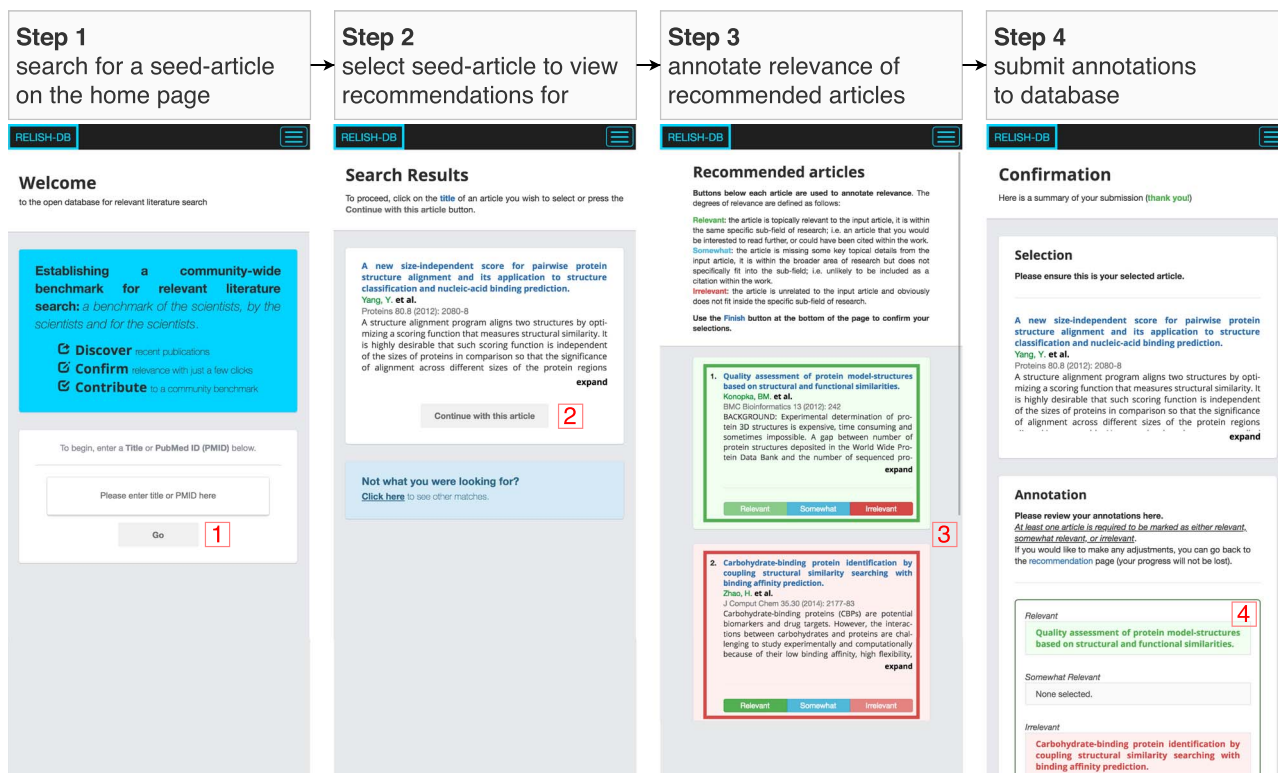 Step 1
search for a seed-article
on the home page
Step 2
select seed-article to view
recommendations for
Step 3
annotate relevance of
recommended articles
Step 4
submit annotations
to database
RELISH-DB
Welcome
to the open database for relevant literature search
Establishing a community-wide
benchmark for relevant literature
search: a benchmark of the scientists, by the
scientists and for the scientists.
Discover recent publications
Confirm relevance with just a few clicks
Contribute to a community benchmark
To begin, enter a Title or PubMed ID (PMID) below.
Please enter title or PMID here
Go
1
RELISH-DB
Search Results
To proceed, click on the title of an article you wish to select or press the
Continue with this article button.
A new size-independent score for pairwise protein
structure alignment and its application to structure
classification and nucleic-acid binding prediction.
Yang, Y. et al.
Proteins 80.8 (2012): 2080-8
A structure alignment program aligns two structures by opti-
mizing a scoring function that measures structural similarity. It
is highly desirable that such scoring function is independent
of the sizes of proteins in comparison so that the significance
of alignment across different sizes of the protein regions
expand
Continue with this article
2
Not what you were looking for?
Click here to see other matches.
RELISH-DB
Recommended articles
Buttons below each article are used to annotate relevance. The
degrees of relevance are defined as follows:
Relevant: the article is topically relevant to the input article, it is within
the same specific sub-field of research; i.e. an article that you would
be interested to read further, or could have been cited within the work.
Somewhat: the article is missing some key topical details from the
input article, it is within the broader area of research but does not
specifically fit into the sub-field; i.e. unlikely to be included as a
citation within the work.
Irrelevant: the article is unrelated to the input article and obviously
does not fit inside the specific sub-field of research.
Use the Finish button at the bottom of the page to confirm your
selections.
1. Quality assessment of protein model-structures
based on structural and functional similarities.
Konopka, BM. et al.
BMC Bioinformatics 13 (2012): 242
BACKGROUND: Experimental determination of pro-
tein 3D structures is expensive, time consuming and
sometimes impossible. A gap between number of
protein structures deposited in the World Wide Pro-
tein Data Bank and the number of sequenced pro-
expand
Relevant Somewhat Irrelevant
3
2. Carbohydrate-binding protein identification by
coupling structural similarity searching with
binding affinity prediction.
Zhao, H. et al.
J Comput Chem 35.30 (2014): 2177-83
Carbohydrate-binding proteins (CBPs) are potential
biomarkers and drug targets. However, the interac-
tions between carbohydrates and proteins are chal-
lenging to study experimentally and computationally
because of their low binding affinity, high flexibility,
expand
Relevant Somewhat Irrelevant
RELISH-DB
Confirmation
Here is a summary of your submission (thank you!)
Selection
Please ensure this is your selected article.
A new size-independent score for pairwise protein
structure alignment and its application to structure
classification and nucleic-acid binding prediction.
Yang, Y. et al.
Proteins 80.8 (2012): 2080-8
A structure alignment program aligns two structures by opti-
mizing a scoring function that measures structural similarity. It
is highly desirable that such scoring function is independent
of the sizes of proteins in comparison so that the significance
of alignment across different sizes of the protein regions
expand
Annotation
Please review your annotations here.
At least one article is required to be marked as either relevant,
somewhat relevant, or irrelevant.
If you would like to make any adjustments, you can go back to
the recommendation page (your progress will not be lost).
4
Relevant
Quality assessment of protein model-structures
based on structural and functional similarities.
Somewhat Relevant
None selected.
Irrelevant
Carbohydrate-binding protein identification by
coupling structural similarity searching with
binding affinity prediction.